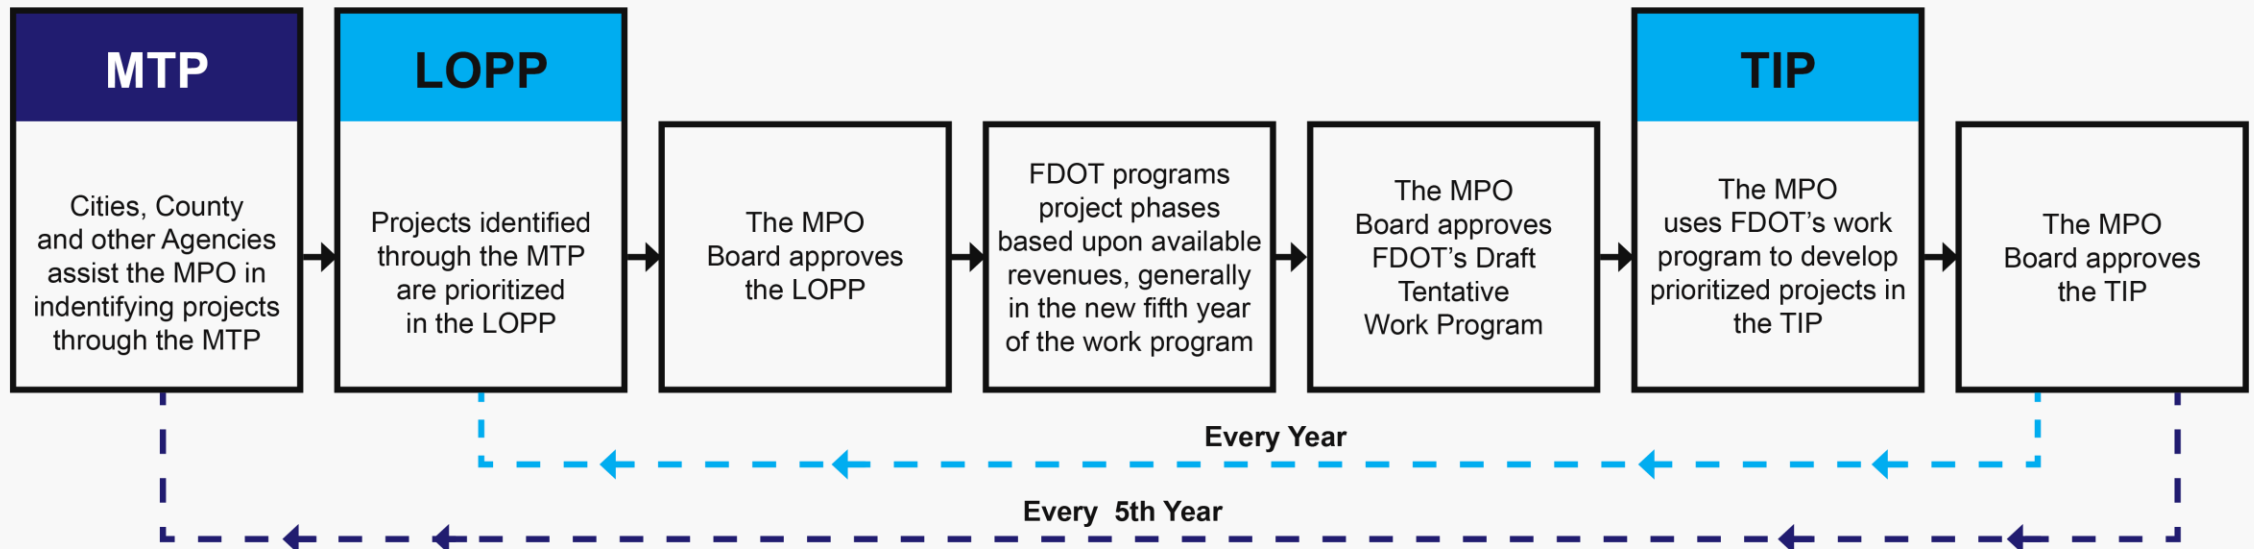 MTP
Cities, County
and other Agencies
assist the MPO in
indentifying projects
through the MTP
LOPP
Projects identified
through the MTP
are prioritized
in the LOPP
The MPO
Board approves
the LOPP
FDOT programs
project phases
based upon available
revenues, generally
in the new fifth year
of the work program
The MPO
Board approves
FDOT's Draft
Tentative
Work Program
TIP
The MPO
uses FDOT's work
program to develop
prioritized projects in
the TIP
The MPO
Board approves
the TIP
Every Year
Every 5th Year